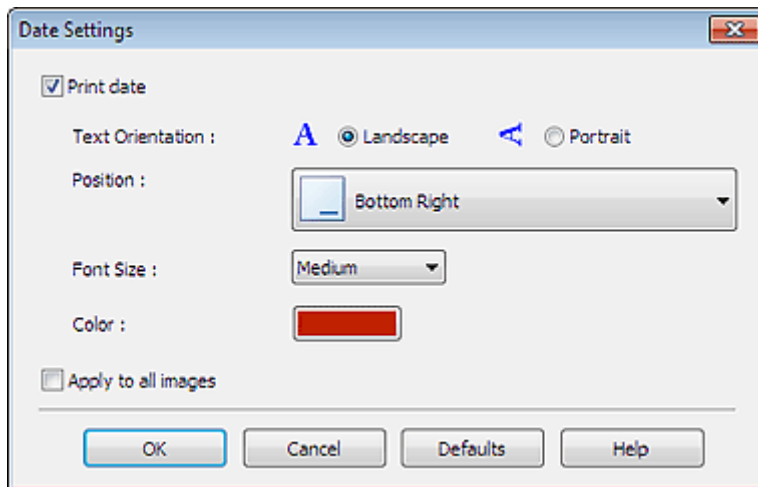 Date Settings
Print date
Text Orientation : A Landscape A Portrait
Position : Bottom Right
Font Size : Medium
Color :
Apply to all images
OK Cancel Defaults Help